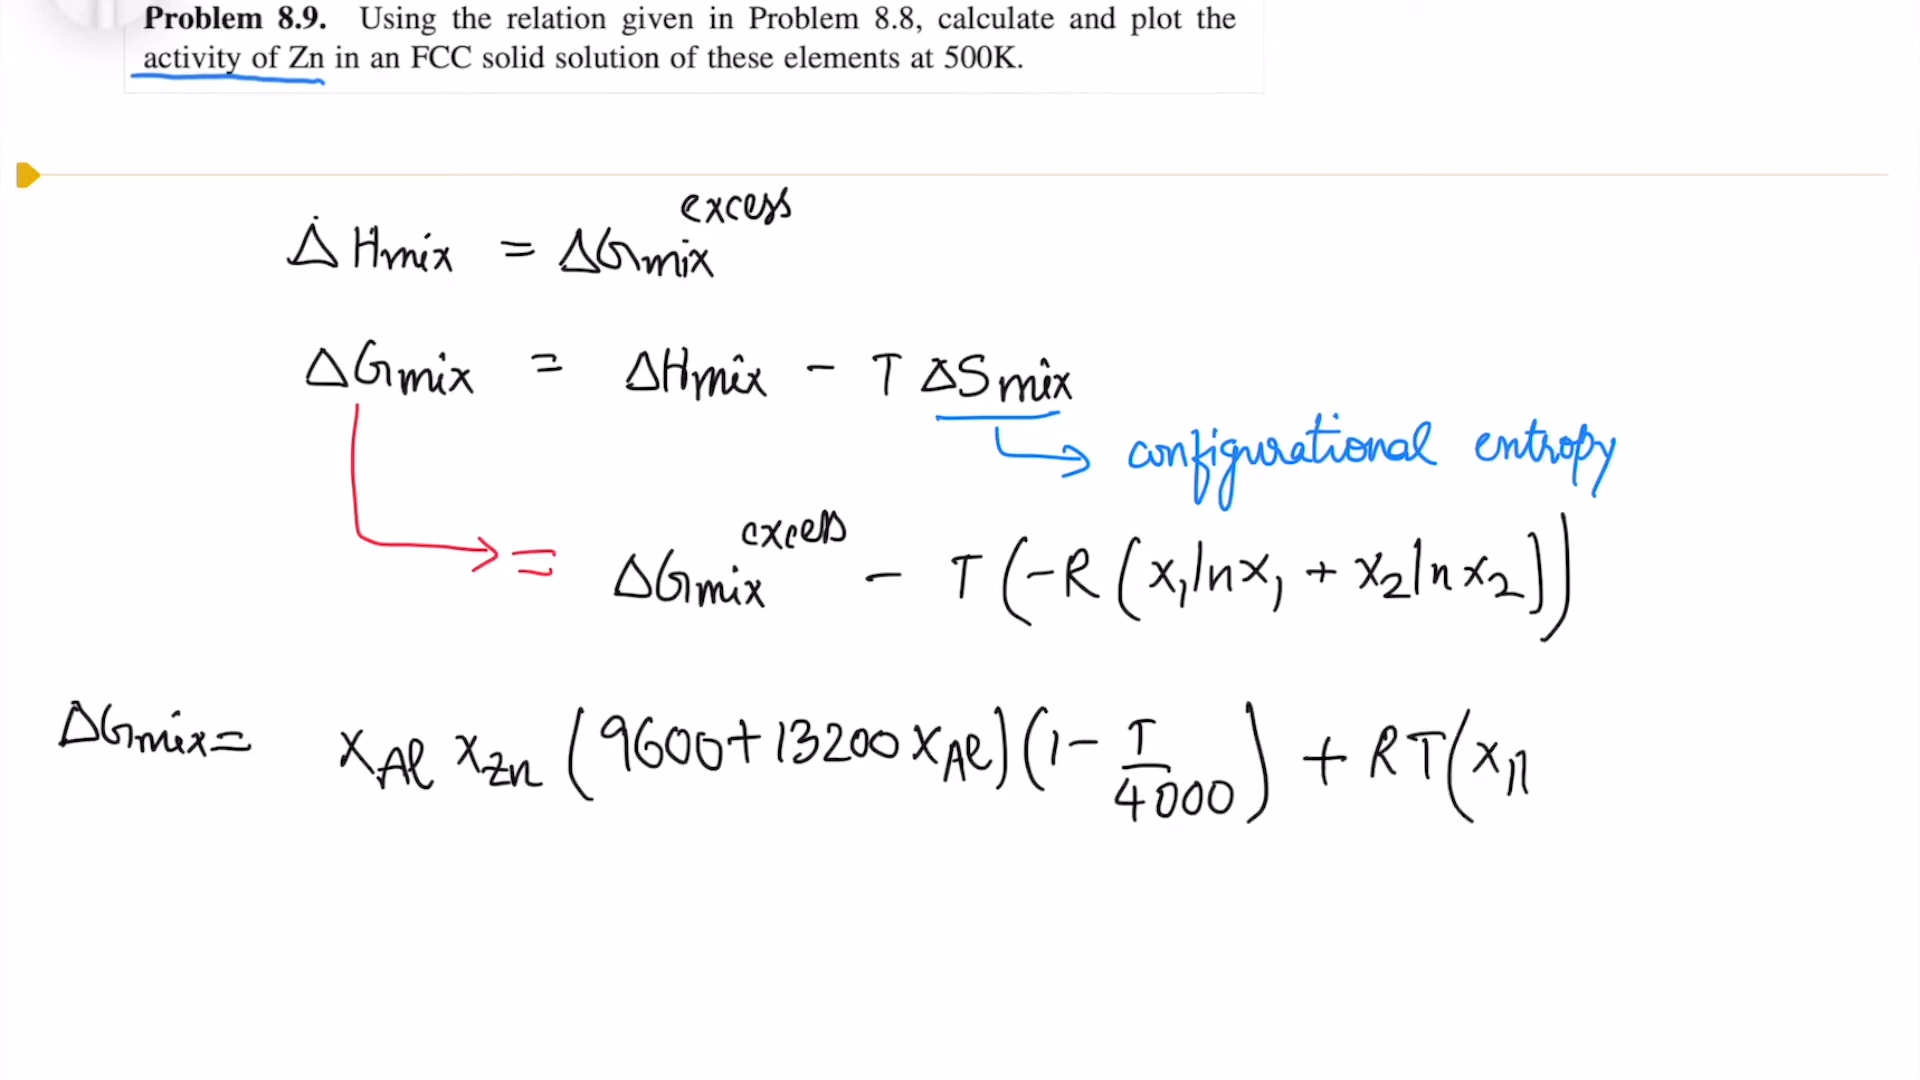 Problem 8.9. Using the relation given in Problem 8.8, calculate and plot the
activity of Zn in an FCC solid solution of these elements at 500K.
ΔHmix = ΔGmix^excess
ΔGmix = ΔHmix - TΔSmix
configurational entropy
= ΔGmix^excess - T(-R(x₁lnx₁ + x₂lnx₂))
ΔGmix = xAl xZn (9600+13200 xAl)(1 - T/4000) + RT(x₁l